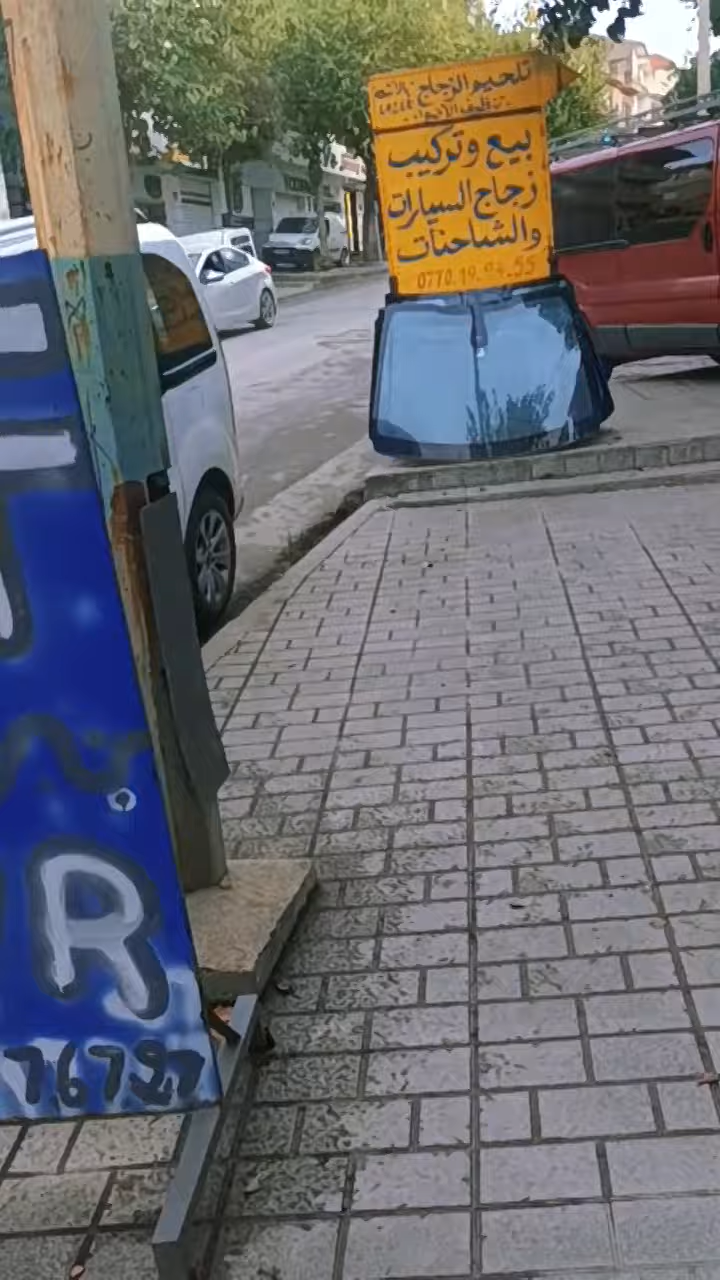 تلحيم الزجاج
بيع وتركيب
زجاج السيارات
والشاحنات
0770.19.94.55
R
76727